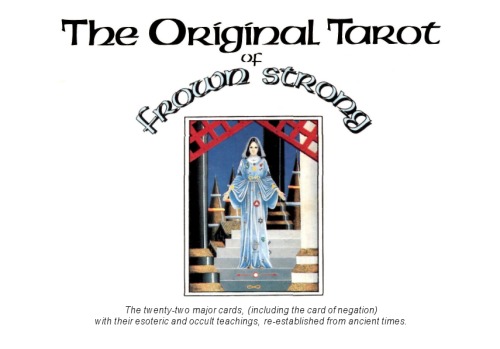 The Original Tarot
of
frown strong
The twenty-two major cards, (including the card of negation)
with their esoteric and occult teachings, re-established from ancient times.